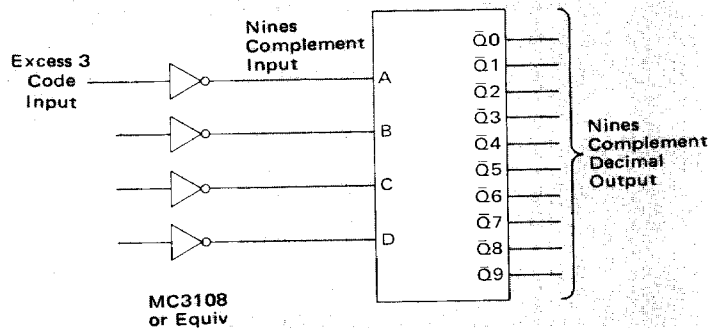 Excess 3
Code
Input
Nines
Complement
Input
A
B
C
D
Q̄0
Q̄1
Q̄2
Q̄3
Q̄4
Q̄5
Q̄6
Q̄7
Q̄8
Q̄9
Nines
Complement
Decimal
Output
MC3108
or Equiv